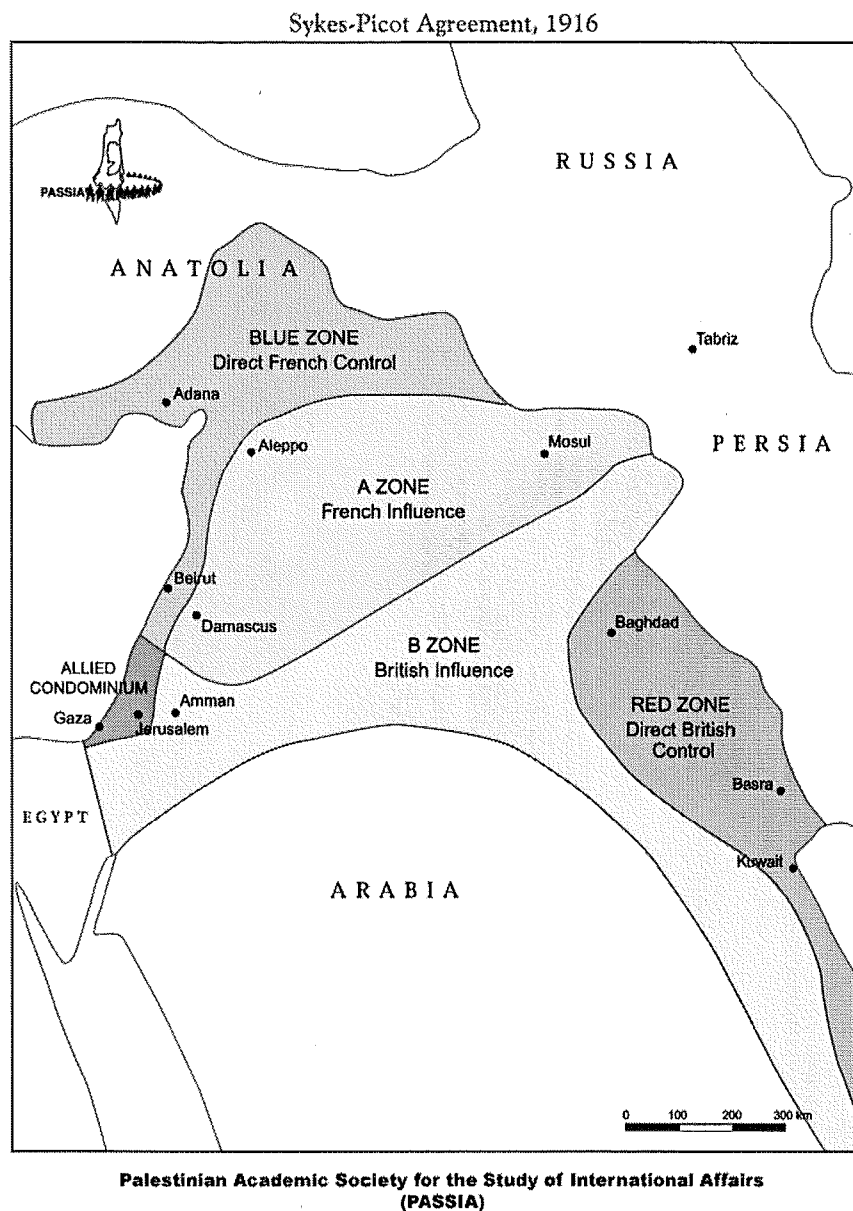 Sykes-Picot Agreement, 1916
RUSSIA
PASSIA
ANATOLIA
BLUE ZONE
Direct French Control
Tabriz
Adana
Aleppo
Mosul
PERSIA
A ZONE
French Influence
Beirut
Damascus
Baghdad
B ZONE
British Influence
ALLIED
CONDOMINIUM
Amman
Gaza
Jerusalem
RED ZONE
Direct British
Control
Basra
EGYPT
Kuwait
ARABIA
0 100 200 300 km
Palestinian Academic Society for the Study of International Affairs
(PASSIA)